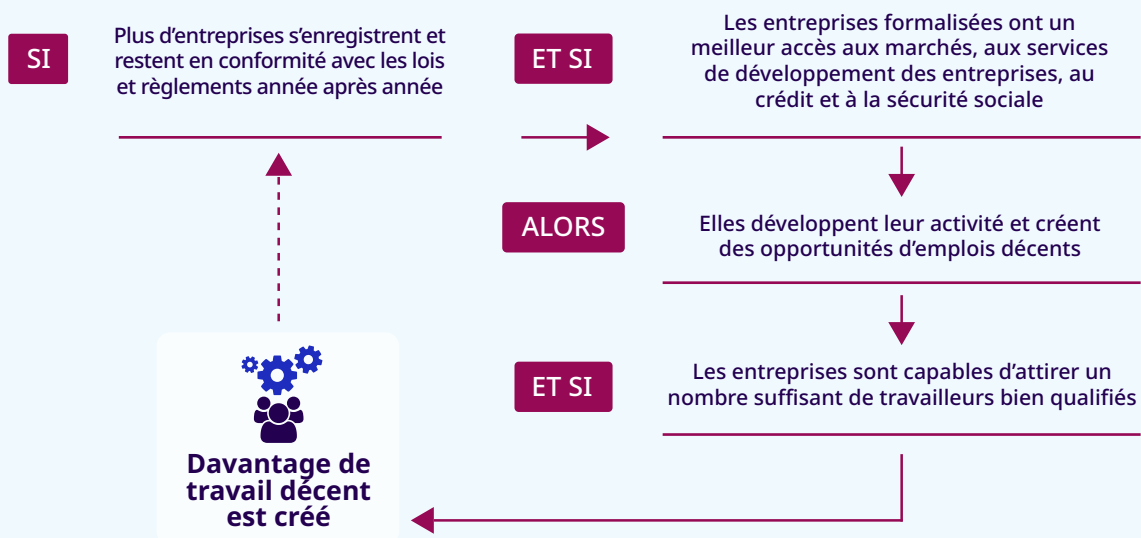 SI
Plus d’entreprises s’enregistrent et
restent en conformité avec les lois
et règlements année après année
ET SI
Les entreprises formalisées ont un
meilleur accès aux marchés, aux services
de développement des entreprises, au
crédit et à la sécurité sociale
ALORS
Elles développent leur activité et créent
des opportunités d’emplois décents
ET SI
Les entreprises sont capables d’attirer un
nombre suffisant de travailleurs bien qualifiés
Davantage de
travail décent
est créé